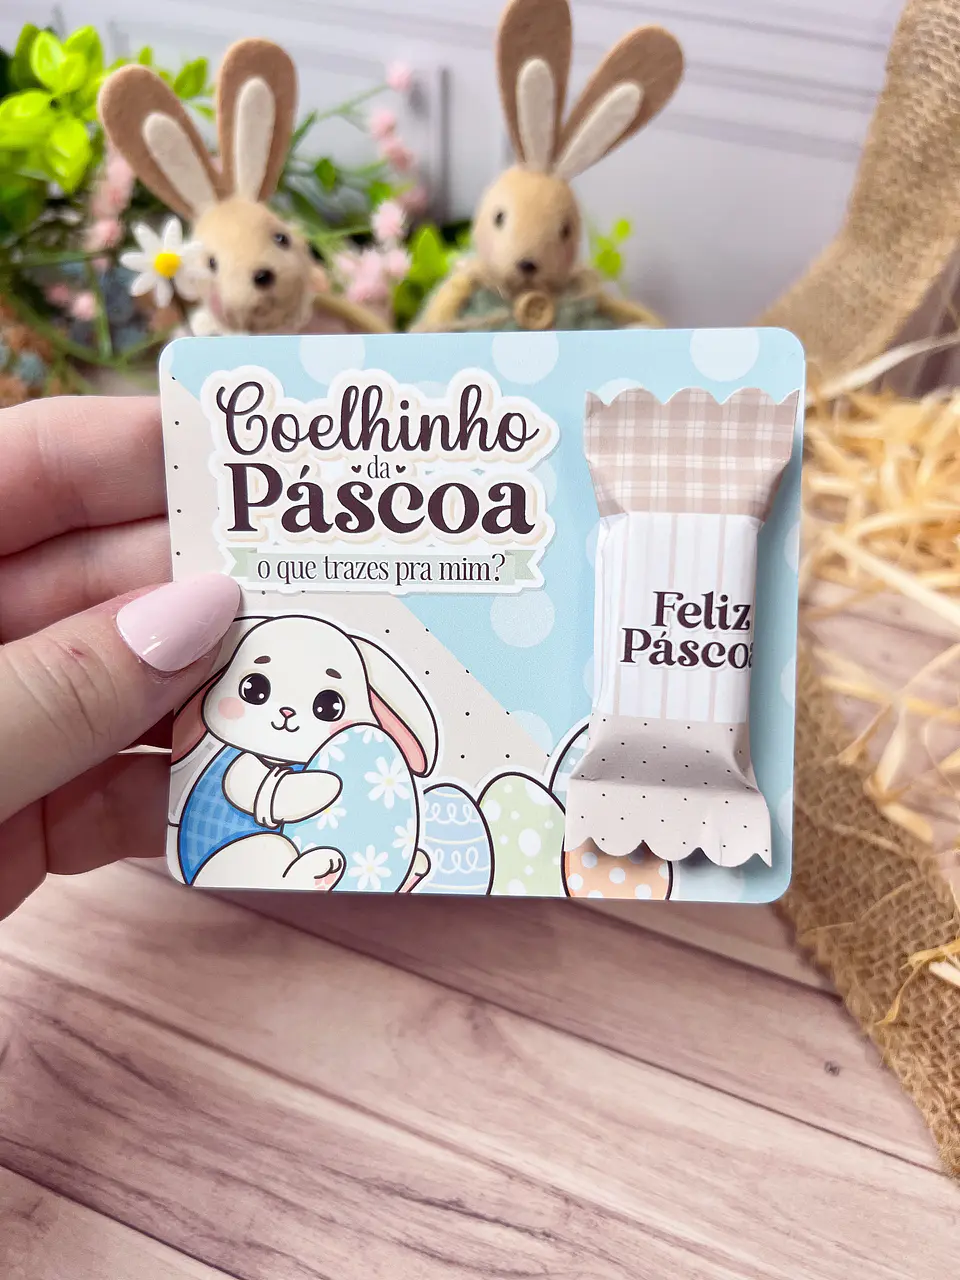 Coelhinho
da
Páscoa
o que trazes pra mim?
Feliz
Páscoa